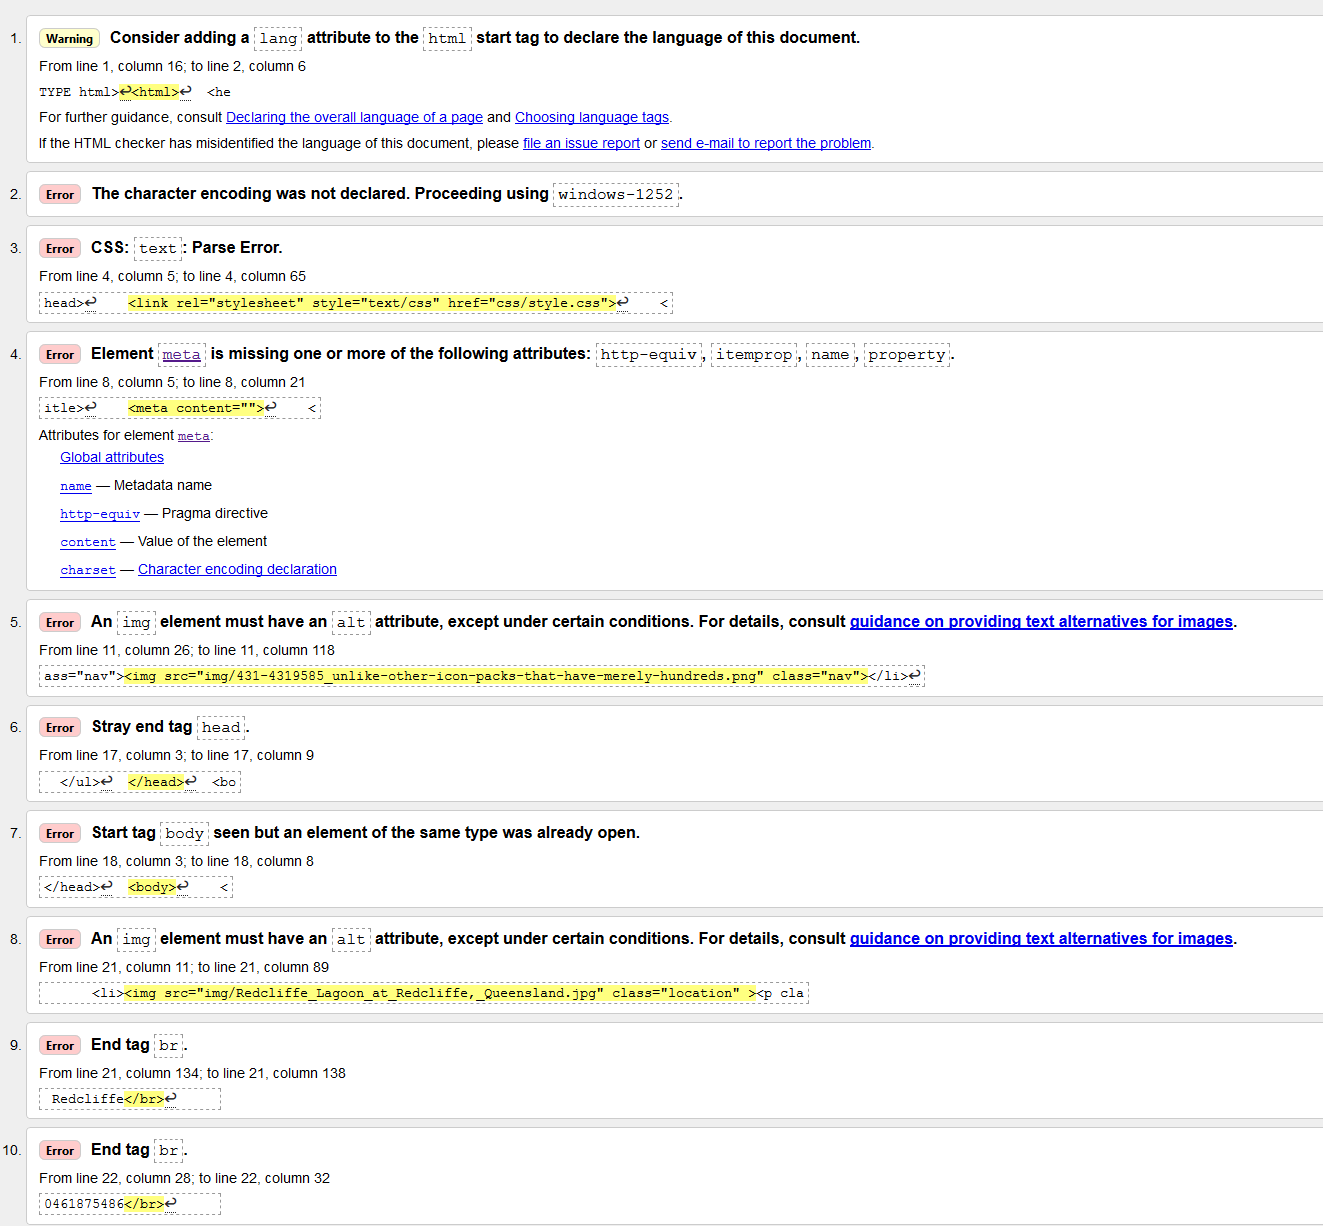 1. Warning Consider adding a lang attribute to the html start tag to declare the language of this document.
From line 1, column 16; to line 2, column 6
TYPE html>↩<html>↩ <he
For further guidance, consult Declaring the overall language of a page and Choosing language tags.
If the HTML checker has misidentified the language of this document, please file an issue report or send e-mail to report the problem.
2. Error The character encoding was not declared. Proceeding using windows-1252.
3. Error CSS: text: Parse Error.
From line 4, column 5; to line 4, column 65
head>↩ <link rel="stylesheet" style="text/css" href="css/style.css">↩ <
4. Error Element meta is missing one or more of the following attributes: http-equiv, itemprop, name, property.
From line 8, column 5; to line 8, column 21
itle>↩ <meta content="">↩ <
Attributes for element meta:
Global attributes
name — Metadata name
http-equiv — Pragma directive
content — Value of the element
charset — Character encoding declaration
5. Error An img element must have an alt attribute, except under certain conditions. For details, consult guidance on providing text alternatives for images.
From line 11, column 26; to line 11, column 118
ass="nav"><img src="img/431-4319585_unlike-other-icon-packs-that-have-merely-hundreds.png" class="nav"></li>↩
6. Error Stray end tag head.
From line 17, column 3; to line 17, column 9
</ul>↩ </head>↩ <bo
7. Error Start tag body seen but an element of the same type was already open.
From line 18, column 3; to line 18, column 8
</head>↩ <body>↩ <
8. Error An img element must have an alt attribute, except under certain conditions. For details, consult guidance on providing text alternatives for images.
From line 21, column 11; to line 21, column 89
<li><img src="img/Redcliffe_Lagoon_at_Redcliffe,_Queensland.jpg" class="location" ><p cla
9. Error End tag br.
From line 21, column 134; to line 21, column 138
Redcliffe</br>↩
10. Error End tag br.
From line 22, column 28; to line 22, column 32
0461875486</br>↩